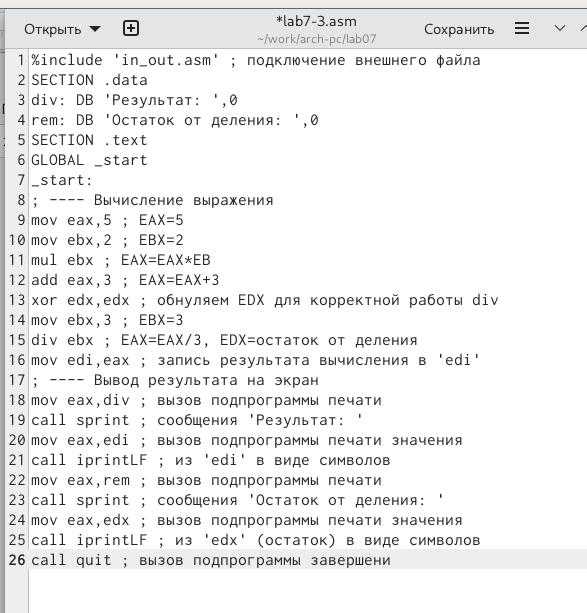 Открыть
*lab7-3.asm
~/work/arch-pc/lab07
Сохранить
1 %include 'in_out.asm' ; подключение внешнего файла
2 SECTION .data
3 div: DB 'Результат: ',0
4 rem: DB 'Остаток от деления: ',0
5 SECTION .text
6 GLOBAL _start
7 _start:
8 ; ---- Вычисление выражения
9 mov eax,5 ; EAX=5
10 mov ebx,2 ; EBX=2
11 mul ebx ; EAX=EAX*EB
12 add eax,3 ; EAX=EAX+3
13 xor edx,edx ; обнуляем EDX для корректной работы div
14 mov ebx,3 ; EBX=3
15 div ebx ; EAX=EAX/3, EDX=остаток от деления
16 mov edi,eax ; запись результата вычисления в 'edi'
17 ; ---- Вывод результата на экран
18 mov eax,div ; вызов подпрограммы печати
19 call sprint ; сообщения 'Результат: '
20 mov eax,edi ; вызов подпрограммы печати значения
21 call iprintLF ; из 'edi' в виде символов
22 mov eax,rem ; вызов подпрограммы печати
23 call sprint ; сообщения 'Остаток от деления: '
24 mov eax,edx ; вызов подпрограммы печати значения
25 call iprintLF ; из 'edx' (остаток) в виде символов
26 call quit ; вызов подпрограммы завершени